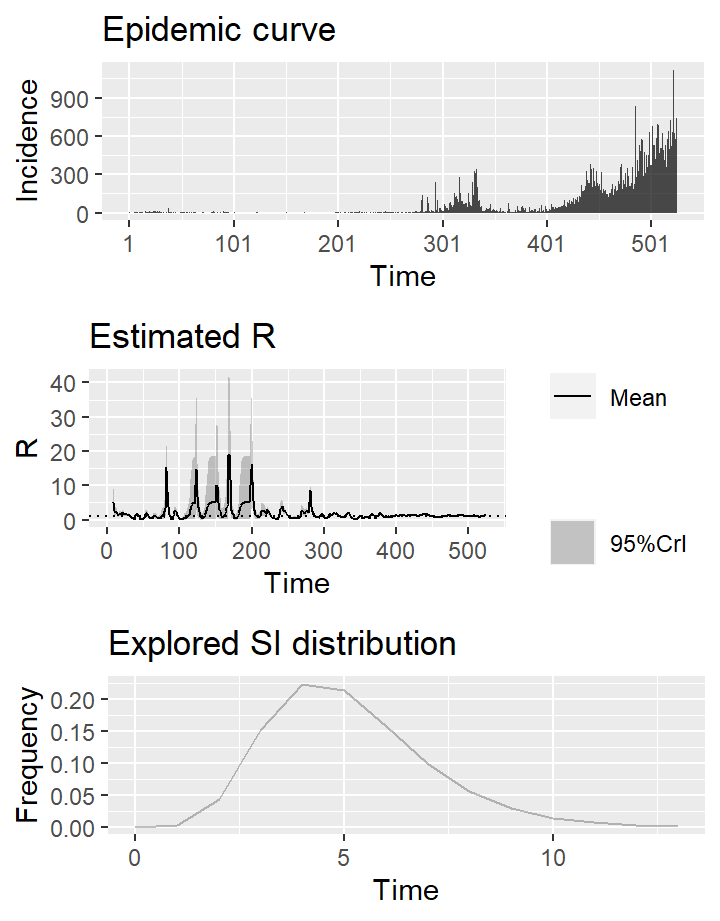 Epidemic curve
Incidence
900
600
300
0
1 101 201 301 401 501
Time
Estimated R
R
40
30
20
10
0
0 100 200 300 400 500
Time
Mean
95%CrI
Explored SI distribution
Frequency
0.20
0.15
0.10
0.05
0.00
0 5 10
Time